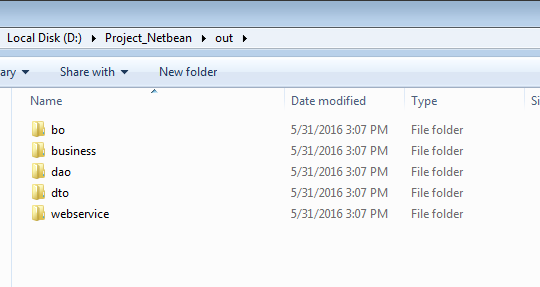 Local Disk (D:) Project_Netbean out
ary Share with New folder
Name Date modified Type Si
bo 5/31/2016 3:07 PM File folder
business 5/31/2016 3:07 PM File folder
dao 5/31/2016 3:07 PM File folder
dto 5/31/2016 3:07 PM File folder
webservice 5/31/2016 3:07 PM File folder